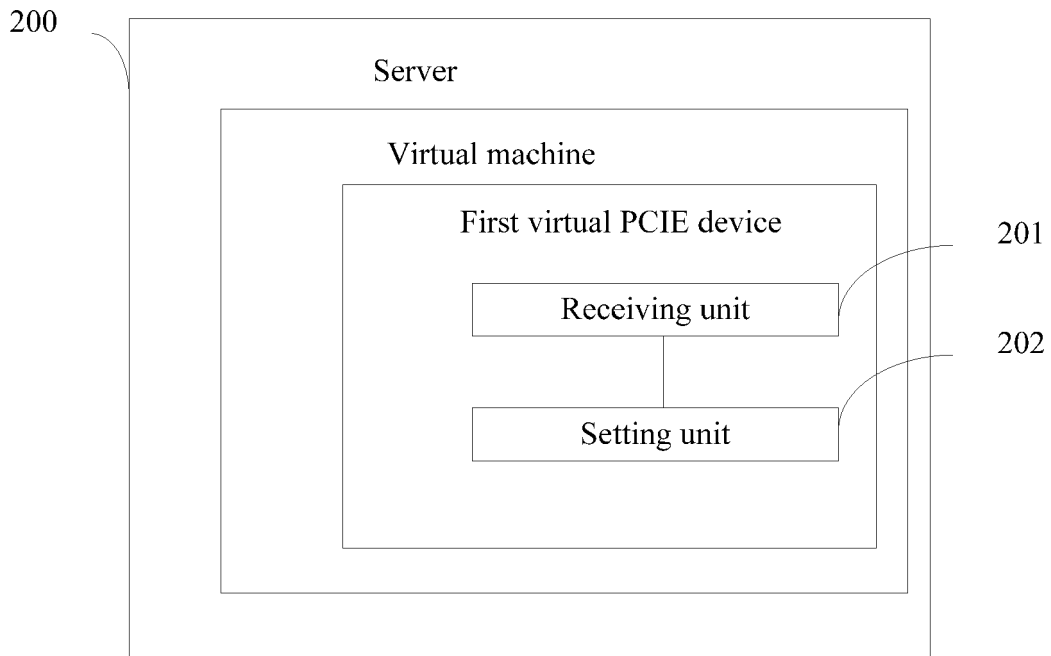 200
Server
Virtual machine
First virtual PCIE device
201
Receiving unit
202
Setting unit